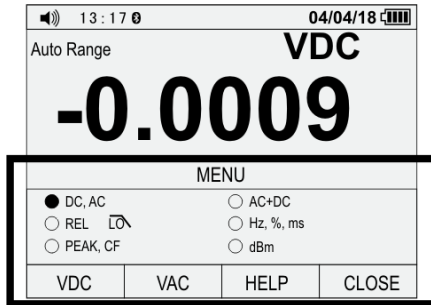 13:17 04/04/18
Auto Range VDC
-0.0009
MENU
DC, AC AC+DC
REL LO Hz, %, ms
PEAK, CF dBm
VDC VAC HELP CLOSE